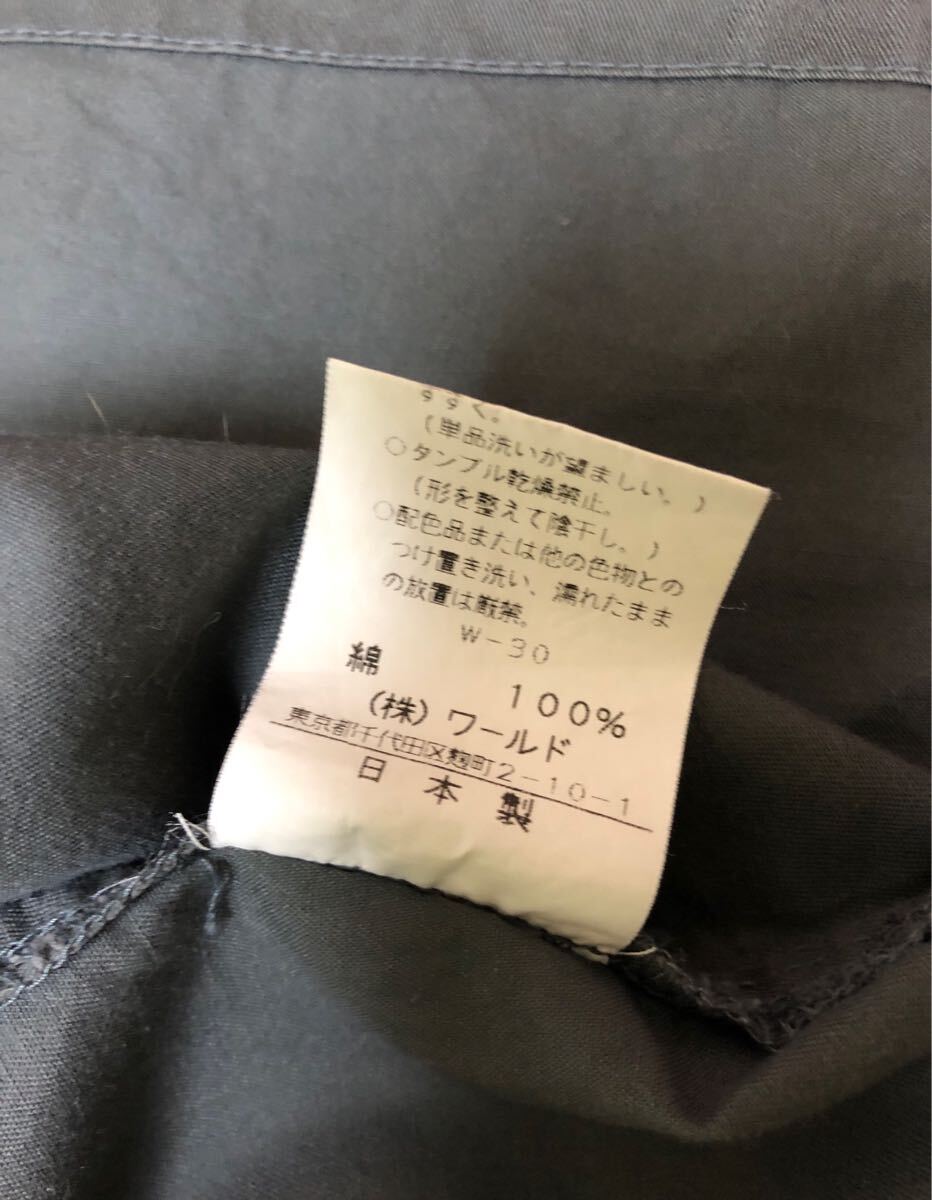 すすぐ。
(単品洗いが望ましい。)
○タンブル乾燥禁止。
(形を整えて陰干し。)
○配色品または他の色物との
つけ置き洗い、濡れたまま
の放置は厳禁。
W-30
綿 100%
(株)ワールド
東京都千代田区麹町2-10-1
日本製